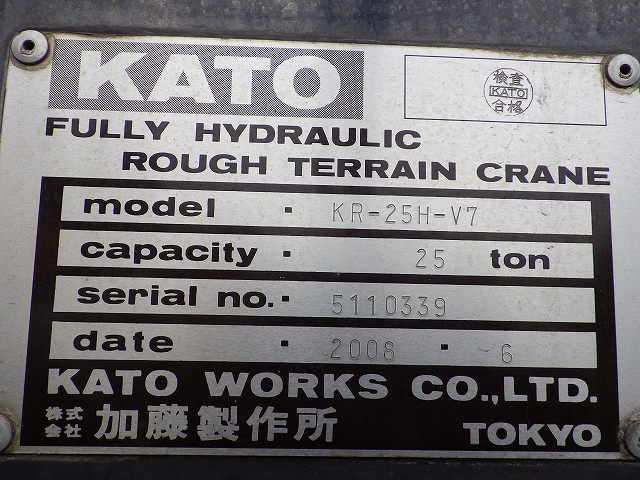 KATO
検査
KATO
合格
FULLY HYDRAULIC
ROUGH TERRAIN CRANE
model · KR-25H-V7
capacity · 25 ton
serial no. · 5110339
date · 2008 · 6
KATO WORKS CO.,LTD.
株式会社 加藤製作所 TOKYO